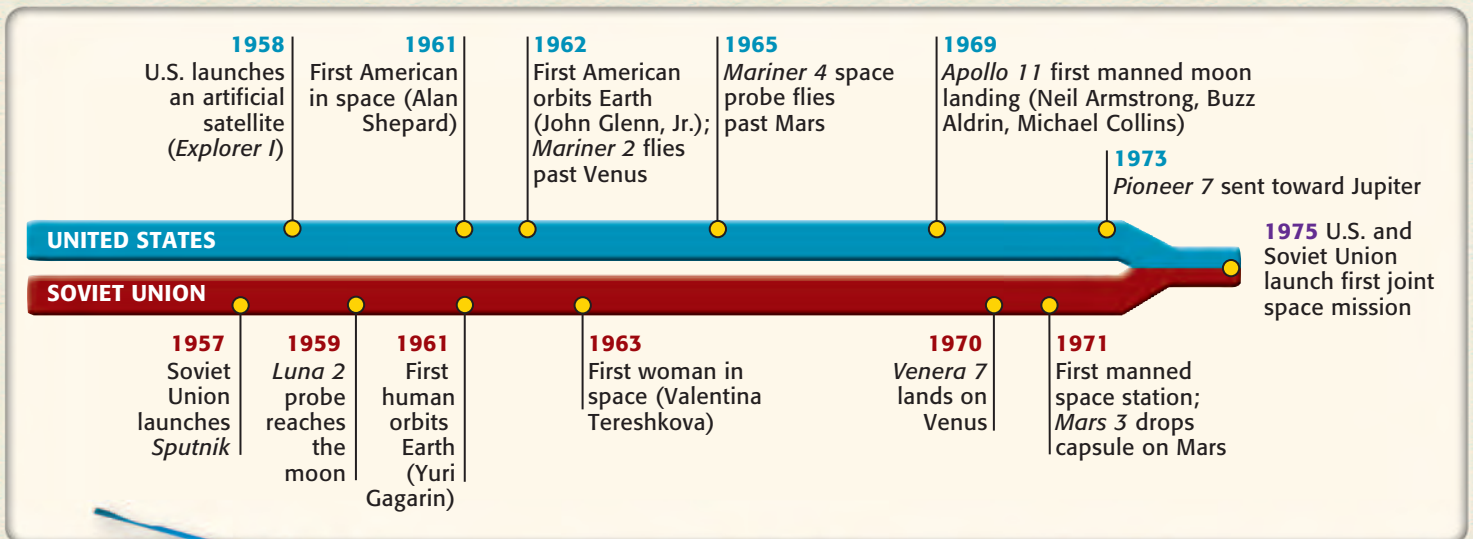 1958
U.S. launches
an artificial
satellite
(Explorer I)
1961
First American
in space (Alan
Shepard)
1962
First American
orbits Earth
(John Glenn, Jr.);
Mariner 2 flies
past Venus
1965
Mariner 4 space
probe flies
past Mars
1969
Apollo 11 first manned moon
landing (Neil Armstrong, Buzz
Aldrin, Michael Collins)
1973
Pioneer 7 sent toward Jupiter
UNITED STATES
1975 U.S. and
Soviet Union
launch first joint
space mission
SOVIET UNION
1957
Soviet
Union
launches
Sputnik
1959
Luna 2
probe
reaches
the
moon
1961
First
human
orbits
Earth
(Yuri
Gagarin)
1963
First woman in
space (Valentina
Tereshkova)
1970
Venera 7
lands on
Venus
1971
First manned
space station;
Mars 3 drops
capsule on Mars